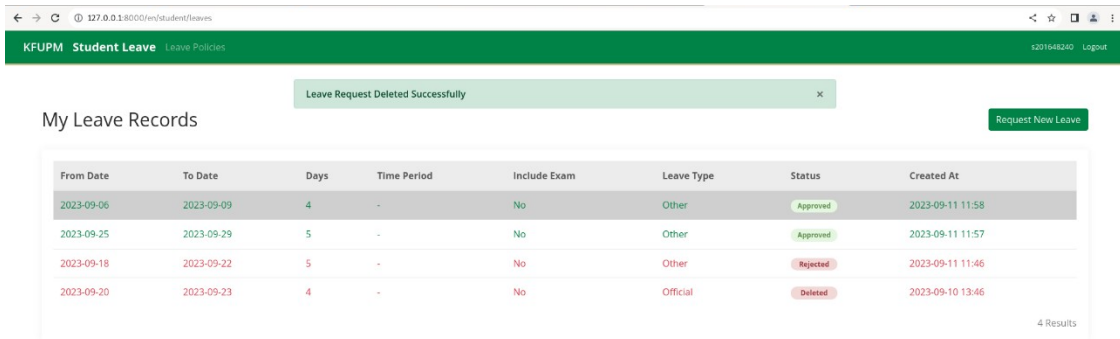 127.0.0.1:8000/en/student/leaves
KFUPM Student Leave Leave Policies s201648240 Logout
Leave Request Deleted Successfully ×
My Leave Records Request New Leave
From Date To Date Days Time Period Include Exam Leave Type Status Created At
2023-09-06 2023-09-09 4 - No Other Approved 2023-09-11 11:58
2023-09-25 2023-09-29 5 - No Other Approved 2023-09-11 11:57
2023-09-18 2023-09-22 5 - No Other Rejected 2023-09-11 11:46
2023-09-20 2023-09-23 4 - No Official Deleted 2023-09-10 13:46
4 Results